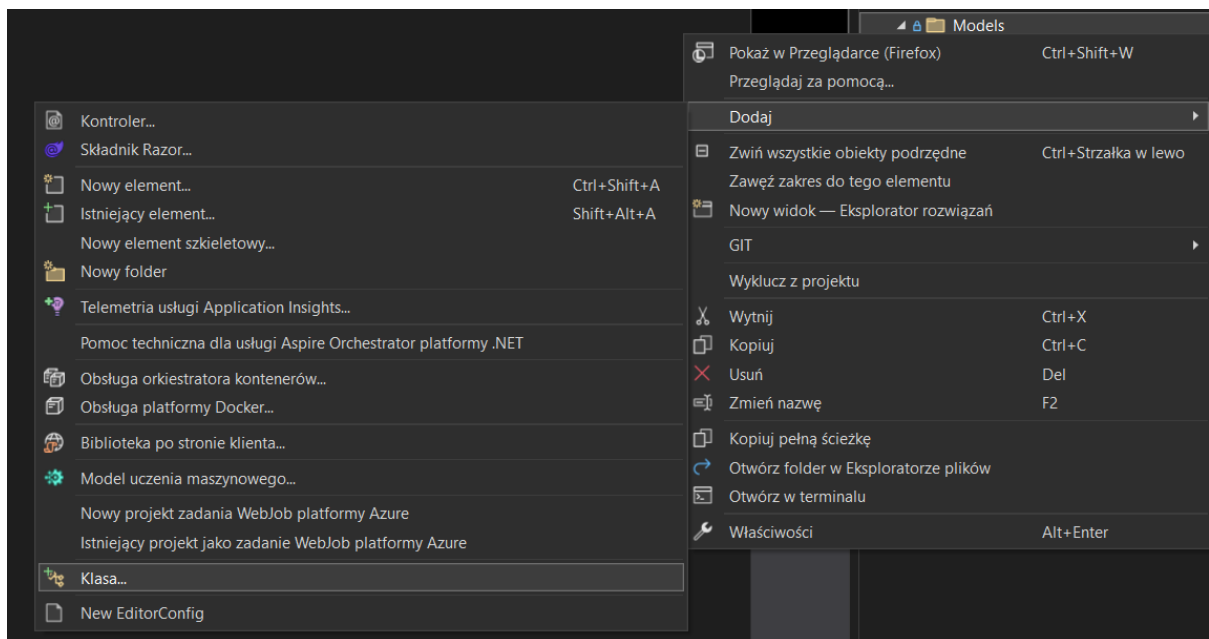 Models
Pokaż w Przeglądarce (Firefox) Ctrl+Shift+W
Przeglądaj za pomocą...
Dodaj
Zwiń wszystkie obiekty podrzędne Ctrl+Strzałka w lewo
Zawęź zakres do tego elementu
Nowy widok — Eksplorator rozwiązań
GIT
Wyklucz z projektu
Wytnij Ctrl+X
Kopiuj Ctrl+C
Usuń Del
Zmień nazwę F2
Kopiuj pełną ścieżkę
Otwórz folder w Eksploratorze plików
Otwórz w terminalu
Właściwości Alt+Enter
Kontroler...
Składnik Razor...
Nowy element... Ctrl+Shift+A
Istniejący element... Shift+Alt+A
Nowy element szkieletowy...
Nowy folder
Telemetria usługi Application Insights...
Pomoc techniczna dla usługi Aspire Orchestrator platformy .NET
Obsługa orkiestratora kontenerów...
Obsługa platformy Docker...
Biblioteka po stronie klienta...
Model uczenia maszynowego...
Nowy projekt zadania WebJob platformy Azure
Istniejący projekt jako zadanie WebJob platformy Azure
Klasa...
New EditorConfig